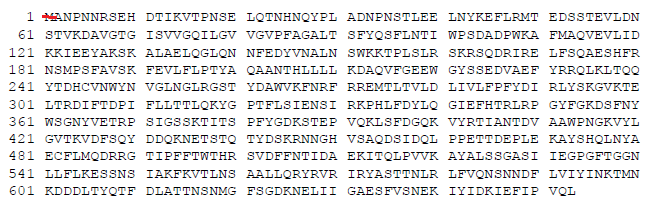 1 MANPNNRSEH DTIKVTPNSE LQTNHNQYPL ADNPNSTLEE LNYKEFLRMT EDSSTEVLDN
61 STVKDAVGTG ISVVGQILGV VGVPFAGALT SFYQSFLNTI WPSDADPWKA FMAQVEVLID
121 KKIEEYAKSK ALAELQGLQN NFEDYVNALN SWKKTPLSLR SKRSQDRIRE LFSQAESHFR
181 NSMPSFAVSK FEVLFLPTYA QAANTHLLLL KDAQVFGEEW GYSSEDVAEF YRRQLKLTQQ
241 YTDHCVNWYN VGLNGLRGST YDAWVKFNRF RREMTLTVLD LIVLFPFYDI RLYSKGVKTE
301 LTRDIFTDPI FLLTTLQKYG PTFLSIENSI RKPHLFDYLQ GIEFHTRLRP GYFGKDSFNY
361 WSGNYVETRP SIGSSKTITS PFYGDKSTEP VQKLSFDGQK VYRTIANTDV AAWPNGKVYL
421 GVTKVDFSQY DDQKNETSTQ TYDSKRNNGH VSAQDSIDQL PPETTDEPLE KAYSHQLNYA
481 ECFLMQDRRG TIPFFTWTHR SVDFFNTIDA EKITQLPVVK AYALSSGASI IEGPGFTGGN
541 LLFLKESSNS IAKFKVTLNS AALLQRYRVR IRYASTTNLR LFVQNSNNDF LVIYINKTMN
601 KDDDLTYQTF DLATTNSNMG FSGDKNELII GAESFVSNEK IYIDKIEFIP VQL